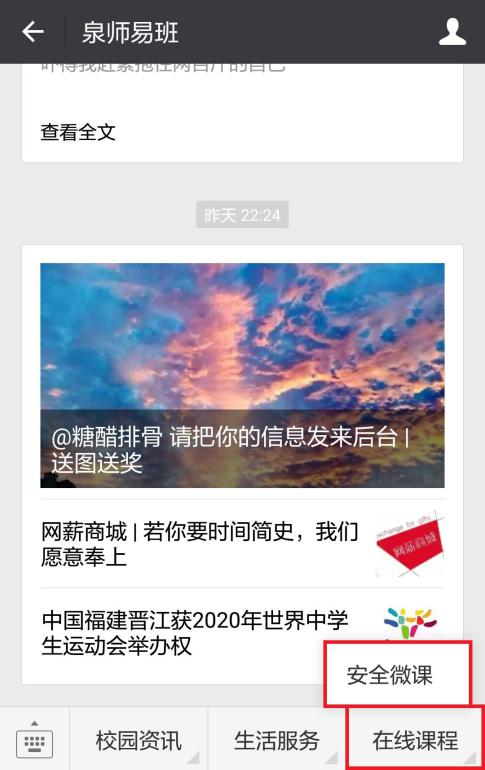 泉师易班
查看全文
昨天 22:24
@糖醋排骨 请把你的信息发来后台 |
送图送奖
网薪商城 | 若你要时间简史，我们
愿意奉上
exchange for gifts
网薪商城
中国福建晋江获2020年世界中学
生运动会举办权
安全微课
校园资讯
生活服务
在线课程